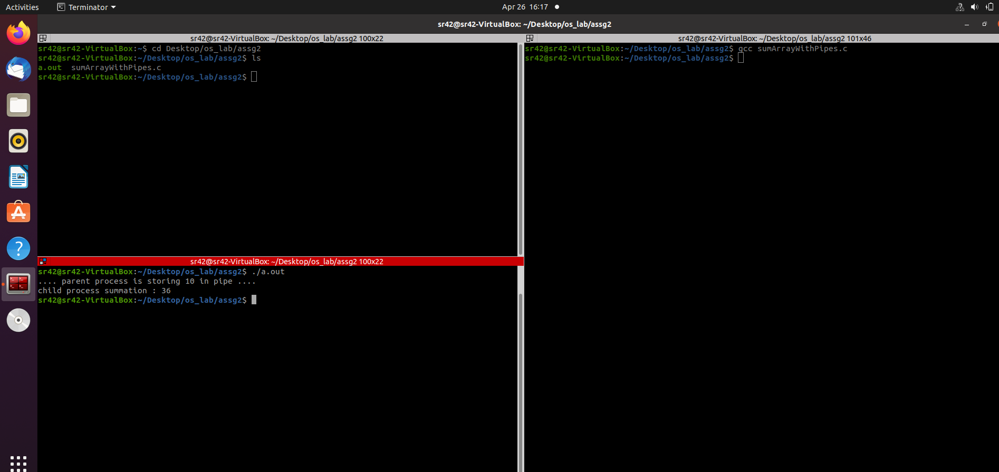 Activities
Terminator
Apr 26 16:17
sr42@sr42-VirtualBox: ~/Desktop/os_lab/assg2
sr42@sr42-VirtualBox: ~/Desktop/os_lab/assg2 100x22
sr42@sr42-VirtualBox:~$ cd Desktop/os_lab/assg2
sr42@sr42-VirtualBox:~/Desktop/os_lab/assg2$ ls
a.out  sumArrayWithPipes.c
sr42@sr42-VirtualBox:~/Desktop/os_lab/assg2$
sr42@sr42-VirtualBox: ~/Desktop/os_lab/assg2 100x22
sr42@sr42-VirtualBox:~/Desktop/os_lab/assg2$ ./a.out
.... parent process is storing 10 in pipe ....
child process summation : 36
sr42@sr42-VirtualBox:~/Desktop/os_lab/assg2$
sr42@sr42-VirtualBox: ~/Desktop/os_lab/assg2 101x46
sr42@sr42-VirtualBox:~/Desktop/os_lab/assg2$ gcc sumArrayWithPipes.c
sr42@sr42-VirtualBox:~/Desktop/os_lab/assg2$